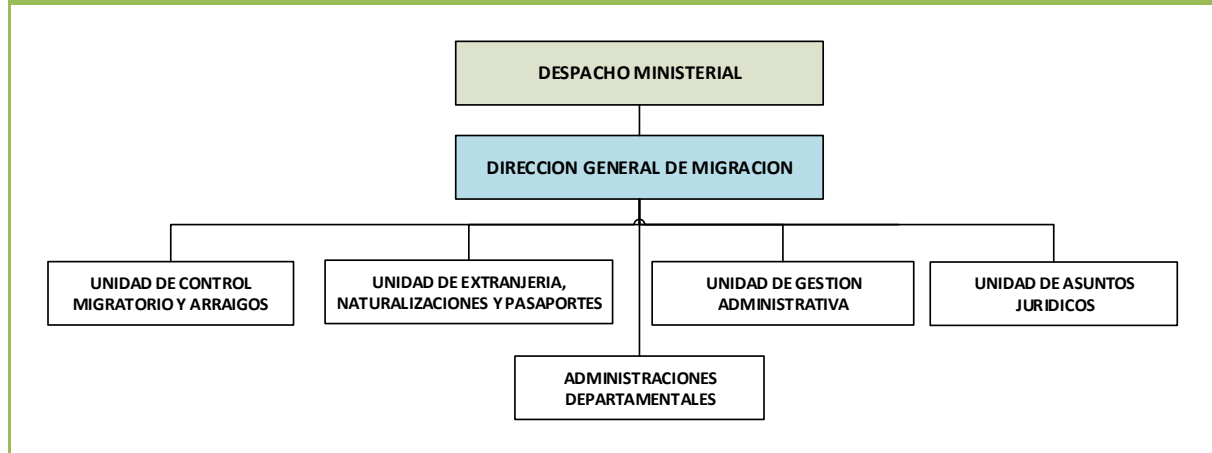 DESPACHO MINISTERIAL
DIRECCION GENERAL DE MIGRACION
UNIDAD DE CONTROL
MIGRATORIO Y ARRAIGOS
UNIDAD DE EXTRANJERIA,
NATURALIZACIONES Y PASAPORTES
UNIDAD DE GESTION
ADMINISTRATIVA
UNIDAD DE ASUNTOS
JURIDICOS
ADMINISTRACIONES
DEPARTAMENTALES